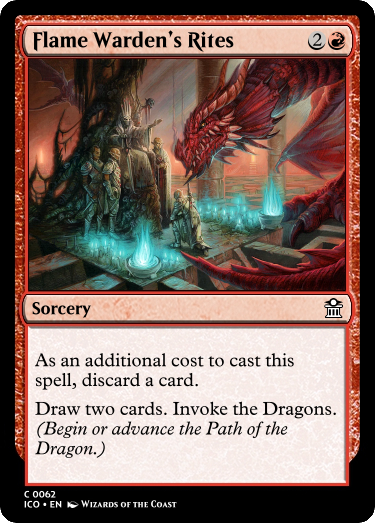 Flame Warden's Rites 2
Sorcery
As an additional cost to cast this
spell, discard a card.
Draw two cards. Invoke the Dragons.
(Begin or advance the Path of the
Dragon.)
C 0062
ICO • EN Wizards of the Coast